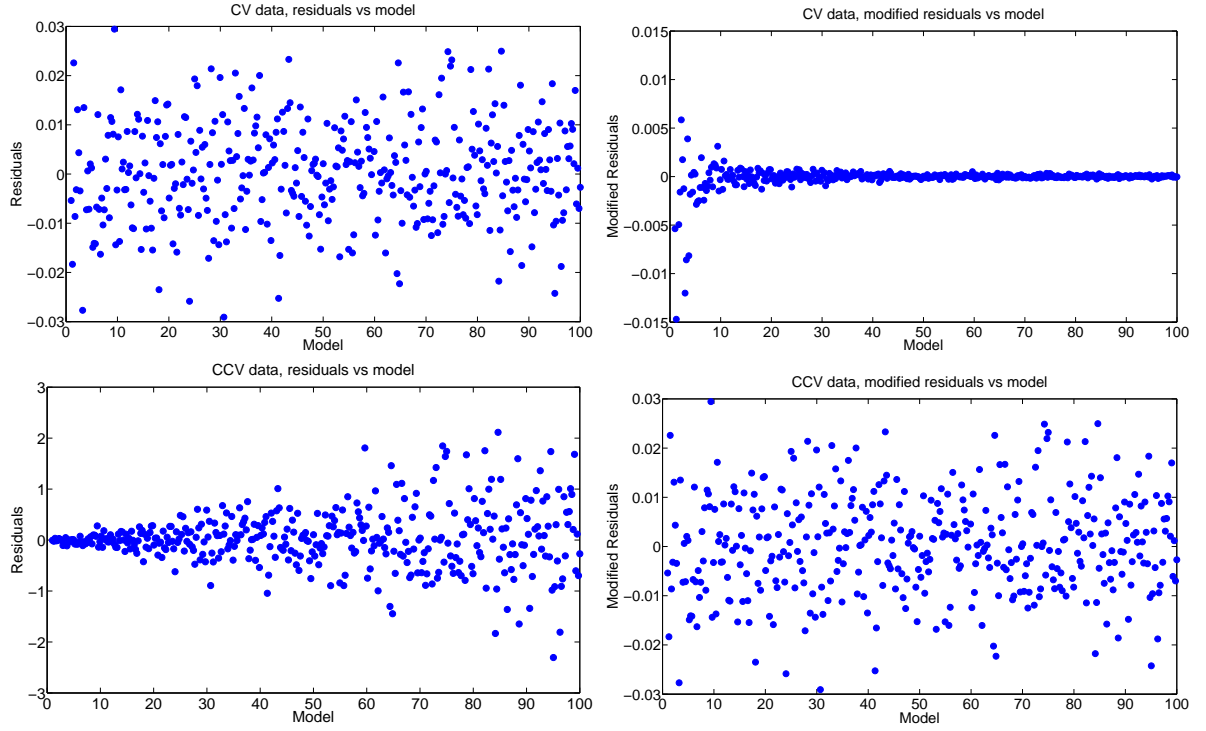 CV data, residuals vs model
0.03
0.02
0.01
0
−0.01
−0.02
−0.03
Residuals
0 10 20 30 40 50 60 70 80 90 100
Model
CV data, modified residuals vs model
0.015
0.01
0.005
0
−0.005
−0.01
−0.015
Modified Residuals
0 10 20 30 40 50 60 70 80 90 100
Model
CCV data, residuals vs model
3
2
1
0
−1
−2
−3
Residuals
0 10 20 30 40 50 60 70 80 90 100
Model
CCV data, modified residuals vs model
0.03
0.02
0.01
0
−0.01
−0.02
−0.03
Modified Residuals
0 10 20 30 40 50 60 70 80 90 100
Model